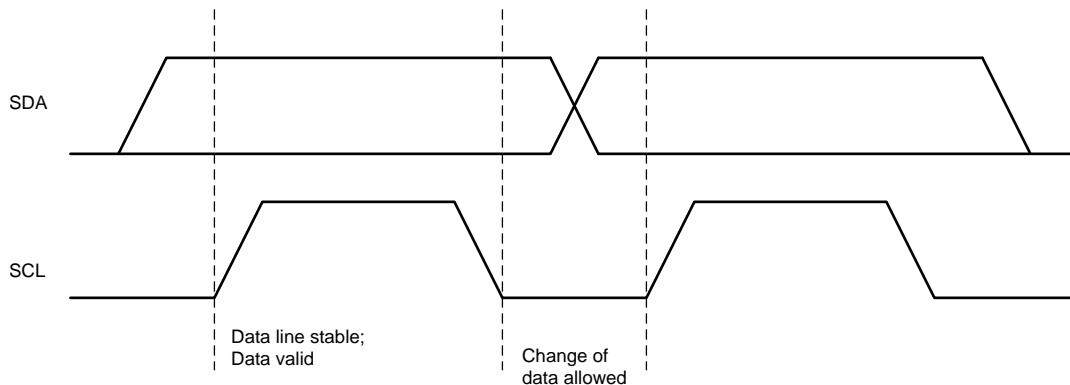 SDA
SCL
Data line stable;
Data valid
Change of
data allowed